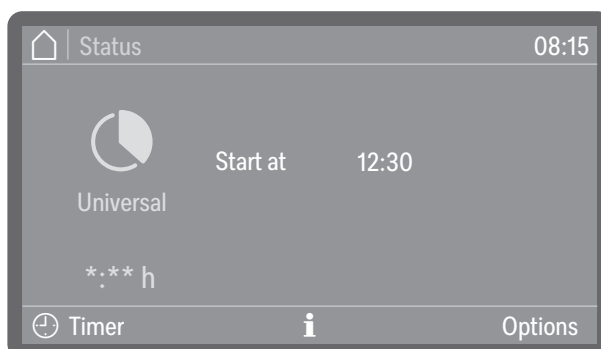 Status 08:15
Start at 12:30
Universal
*:** h
Timer i Options